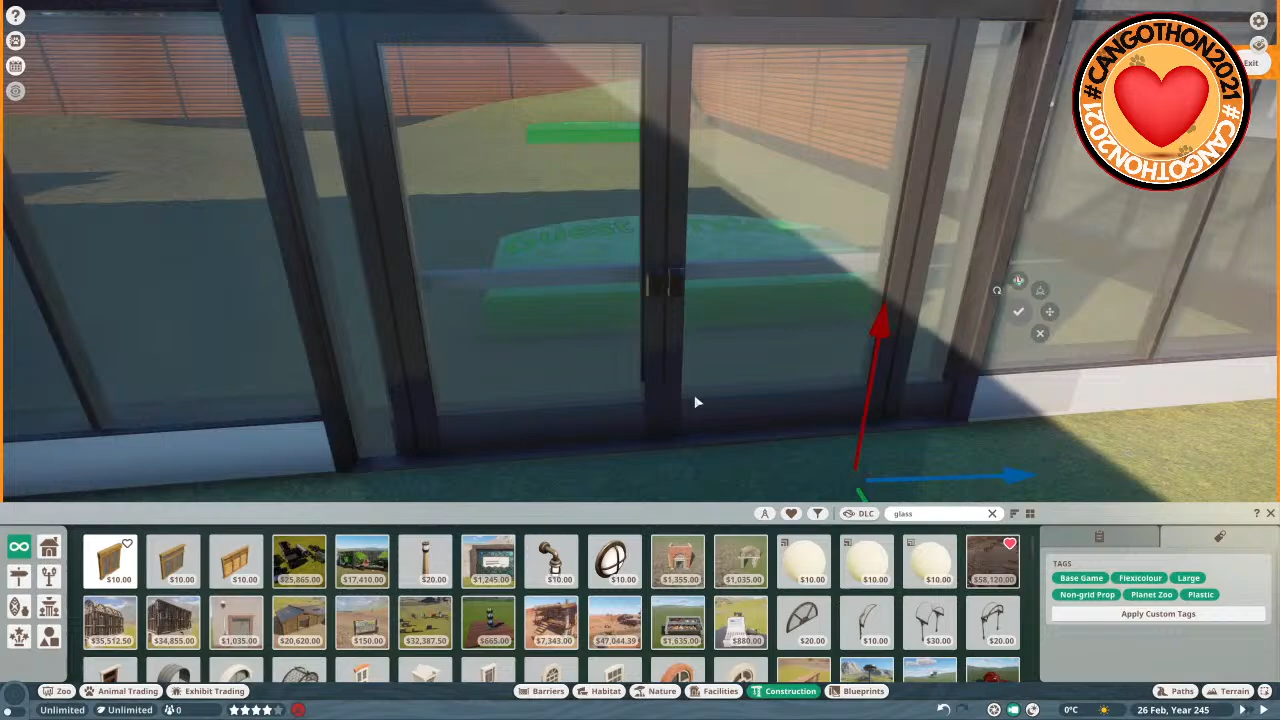 #CANGOTHON2021
#CANGOTHON2021
Exit
DLC
glass
$10.00
$10.00
$10.00
$25,865.00
$17,410.00
$20.00
$1,245.00
$10.00
$10.00
$1,355.00
$1,035.00
$10.00
$10.00
$10.00
$58,120.00
$35,512.50
$34,855.00
$1,035.00
$20,620.00
$150.00
$32,387.50
$665.00
$7,343.00
$47,044.39
$1,635.00
$880.00
$20.00
$10.00
$30.00
$20.00
TAGS
Base Game
Flexicolour
Large
Non-grid Prop
Planet Zoo
Plastic
Apply Custom Tags
Zoo
Animal Trading
Exhibit Trading
Barriers
Habitat
Nature
Facilities
Construction
Blueprints
Paths
Terrain
Unlimited
Unlimited
0
0°C
26 Feb, Year 245